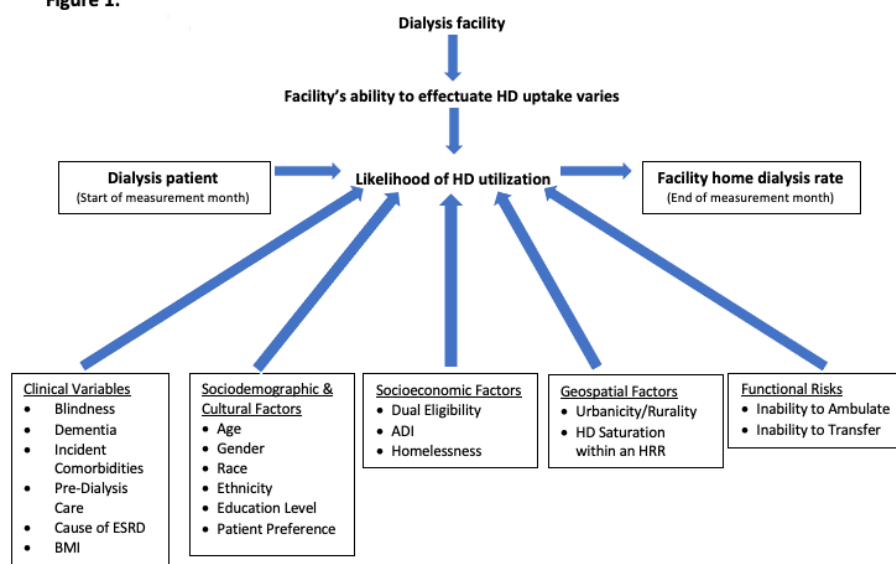 Figure 1.
Dialysis facility
Facility's ability to effectuate HD uptake varies
Dialysis patient
(Start of measurement month)
Likelihood of HD utilization
Facility home dialysis rate
(End of measurement month)
Clinical Variables
• Blindness
• Dementia
• Incident
Comorbidities
• Pre-Dialysis
Care
• Cause of ESRD
• BMI
Sociodemographic &
Cultural Factors
• Age
• Gender
• Race
• Ethnicity
• Education Level
• Patient Preference
Socioeconomic Factors
• Dual Eligibility
• ADI
• Homelessness
Geospatial Factors
• Urbanicity/Rurality
• HD Saturation
within an HRR
Functional Risks
• Inability to Ambulate
• Inability to Transfer